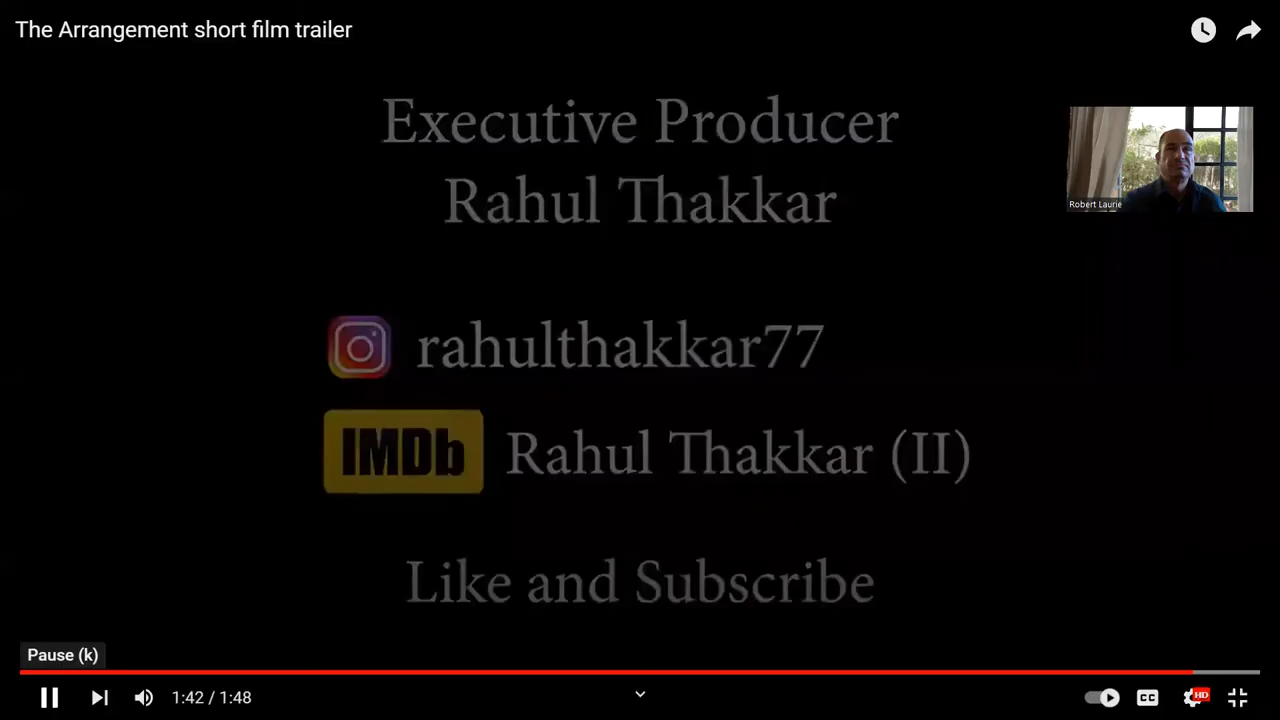 The Arrangement short film trailer
Executive Producer
Rahul Thakkar
Robert Laurie
rahulthakkar77
IMDb Rahul Thakkar (II)
Like and Subscribe
Pause (k)
1:42 / 1:48
CC
HD